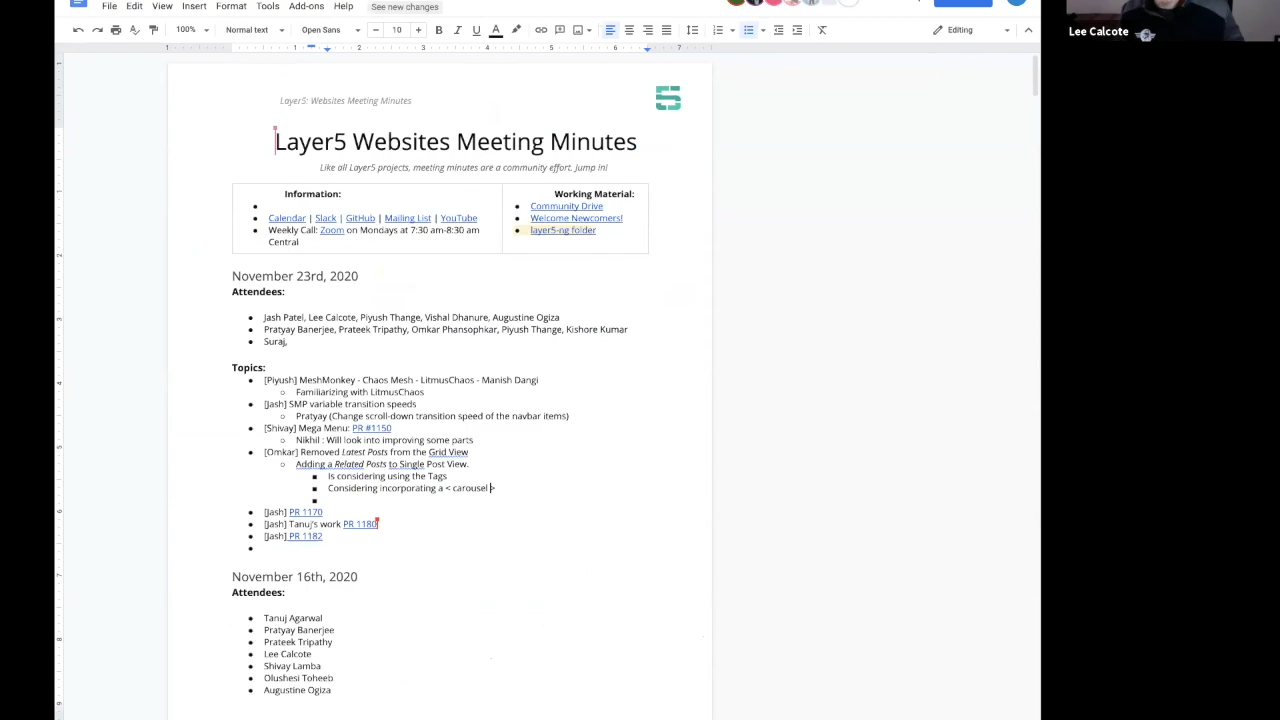 File Edit View Insert Format Tools Add-ons Help See new changes
Lee Calcote
100% Normal text Open Sans 10 Editing
1 1 2 3 4 5 6 7
Layer5: Websites Meeting Minutes
Layer5 Websites Meeting Minutes
Like all Layer5 projects, meeting minutes are a community effort. Jump in!
Information:
Calendar | Slack | GitHub | Mailing List | YouTube
Weekly Call: Zoom on Mondays at 7:30 am-8:30 am
Central
Working Material:
Community Drive
Welcome Newcomers!
layer5-ng folder
November 23rd, 2020
Attendees:
Jash Patel, Lee Calcote, Piyush Thange, Vishal Dhanure, Augustine Ogiza
Pratyay Banerjee, Prateek Tripathy, Omkar Phansophkar, Piyush Thange, Kishore Kumar
Suraj,
Topics:
[Piyush] MeshMonkey - Chaos Mesh - LitmusChaos - Manish Dangi
Familiarizing with LitmusChaos
[Jash] SMP variable transition speeds
Pratyay (Change scroll-down transition speed of the navbar items)
[Shivay] Mega Menu: PR #1150
Nikhil : Will look into improving some parts
[Omkar] Removed Latest Posts from the Grid View
Adding a Related Posts to Single Post View.
Is considering using the Tags
Considering incorporating a < carousel >
[Jash] PR 1170
[Jash] Tanuj's work PR 1180
[Jash] PR 1182
November 16th, 2020
Attendees:
Tanuj Agarwal
Pratyay Banerjee
Prateek Tripathy
Lee Calcote
Shivay Lamba
Olushesi Toheeb
Augustine Ogiza